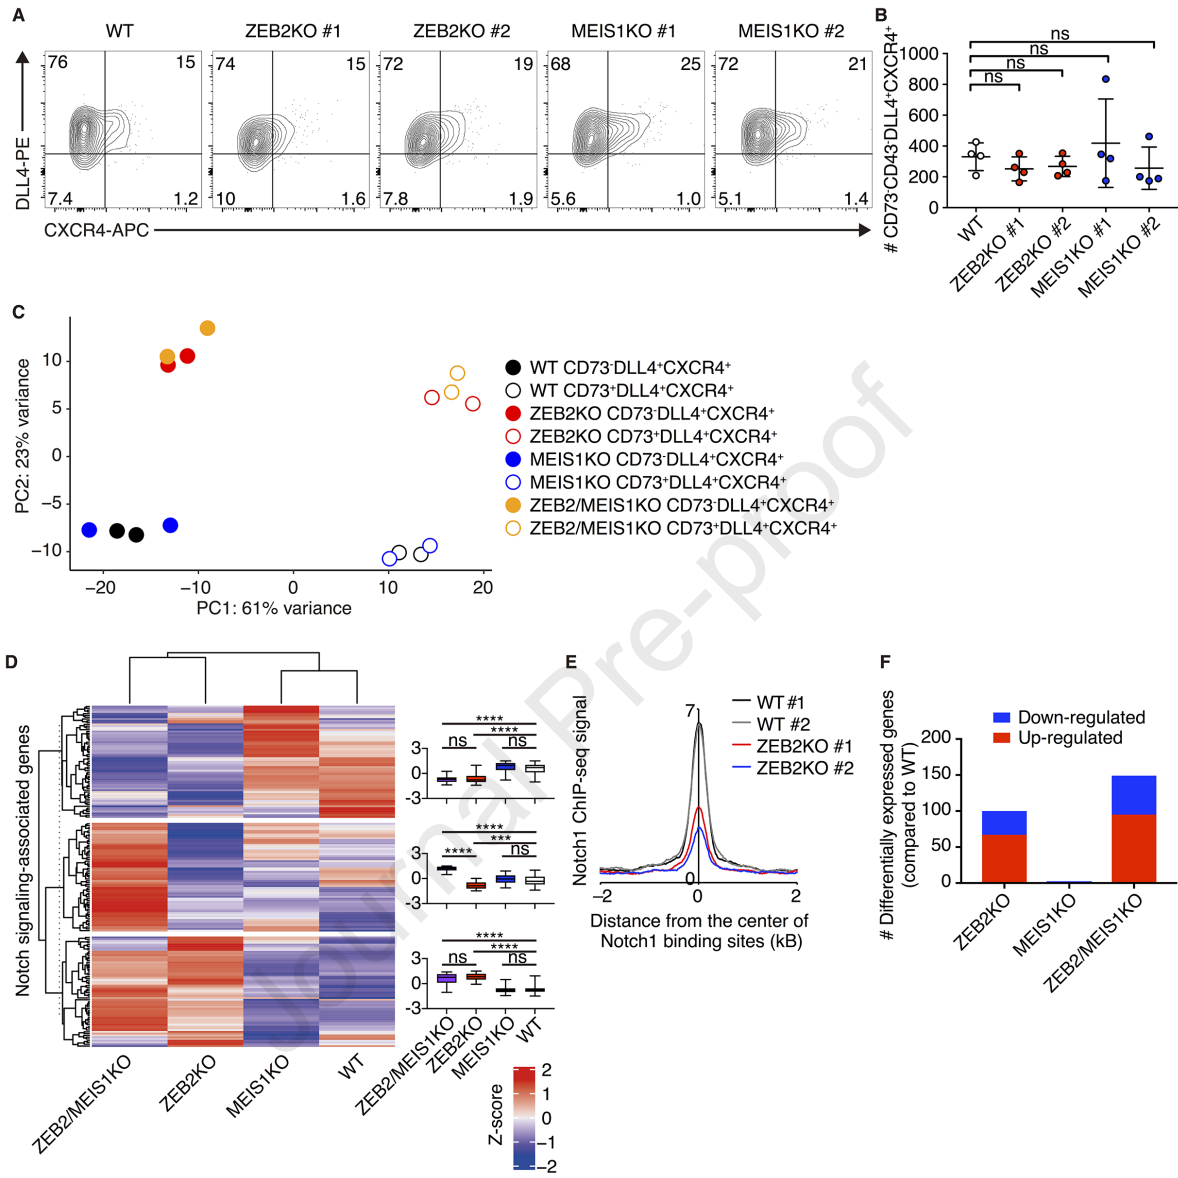 A
WT
ZEB2KO #1
ZEB2KO #2
MEIS1KO #1
MEIS1KO #2
76 15
7.4 1.2
74 15
10 1.6
72 19
7.8 1.9
68 25
5.6 1.0
72 21
5.1 1.4
DLL4-PE
CXCR4-APC
B
# CD73⁻CD43⁻DLL4⁺CXCR4⁺
1000
800
600
400
200
0
ns
ns
ns
ns
WT
ZEB2KO #1
ZEB2KO #2
MEIS1KO #1
MEIS1KO #2
C
PC2: 23% variance
10
5
0
−5
−10
−20 −10 0 10 20
PC1: 61% variance
WT CD73⁻DLL4⁺CXCR4⁺
WT CD73⁺DLL4⁺CXCR4⁺
ZEB2KO CD73⁻DLL4⁺CXCR4⁺
ZEB2KO CD73⁺DLL4⁺CXCR4⁺
MEIS1KO CD73⁻DLL4⁺CXCR4⁺
MEIS1KO CD73⁺DLL4⁺CXCR4⁺
ZEB2/MEIS1KO CD73⁻DLL4⁺CXCR4⁺
ZEB2/MEIS1KO CD73⁺DLL4⁺CXCR4⁺
D
Notch signaling-associated genes
ZEB2/MEIS1KO
ZEB2KO
MEIS1KO
WT
****
****
ns ns
3
0
-3
****
***
**** ns
3
0
-3
****
****
ns ns
3
0
-3
ZEB2/MEIS1KO
ZEB2KO
MEIS1KO
WT
Z-score
2
1
0
−1
−2
E
Notch1 ChIP-seq signal
7
0
WT #1
WT #2
ZEB2KO #1
ZEB2KO #2
−2 0 2
Distance from the center of
Notch1 binding sites (kB)
F
# Differentially expressed genes
(compared to WT)
Down-regulated
Up-regulated
200
150
100
50
0
ZEB2KO
MEIS1KO
ZEB2/MEIS1KO
Journal Pre-proof